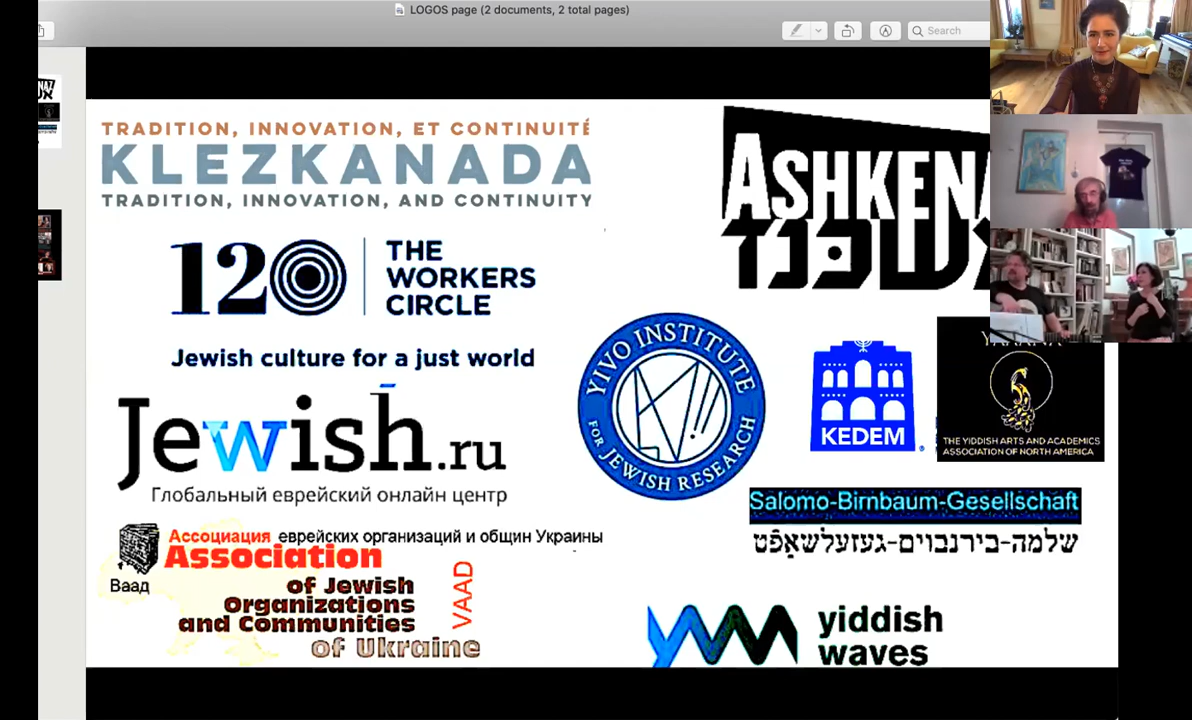 LOGOS page (2 documents, 2 total pages)
Search
TRADITION, INNOVATION, ET CONTINUITÉ
KLEZKANADA
TRADITION, INNOVATION, AND CONTINUITY
ASHKENA
אשכנז
120
THE
WORKERS
CIRCLE
Jewish culture for a just world
YIVO INSTITUTE
FOR JEWISH RESEARCH
KEDEM
THE YIDDISH ARTS AND ACADEMICS
ASSOCIATION OF NORTH AMERICA
Jewish.ru
Глобальный еврейский онлайн центр
Salomo-Birnbaum-Gesellschaft
שלמה-בירנבוים-געזעלשאַפֿט
Ассоциация еврейских организаций и общин Украины
Ваад
Association
of Jewish
Organizations
and Communities
of Ukraine
VAAD
yiddish
waves